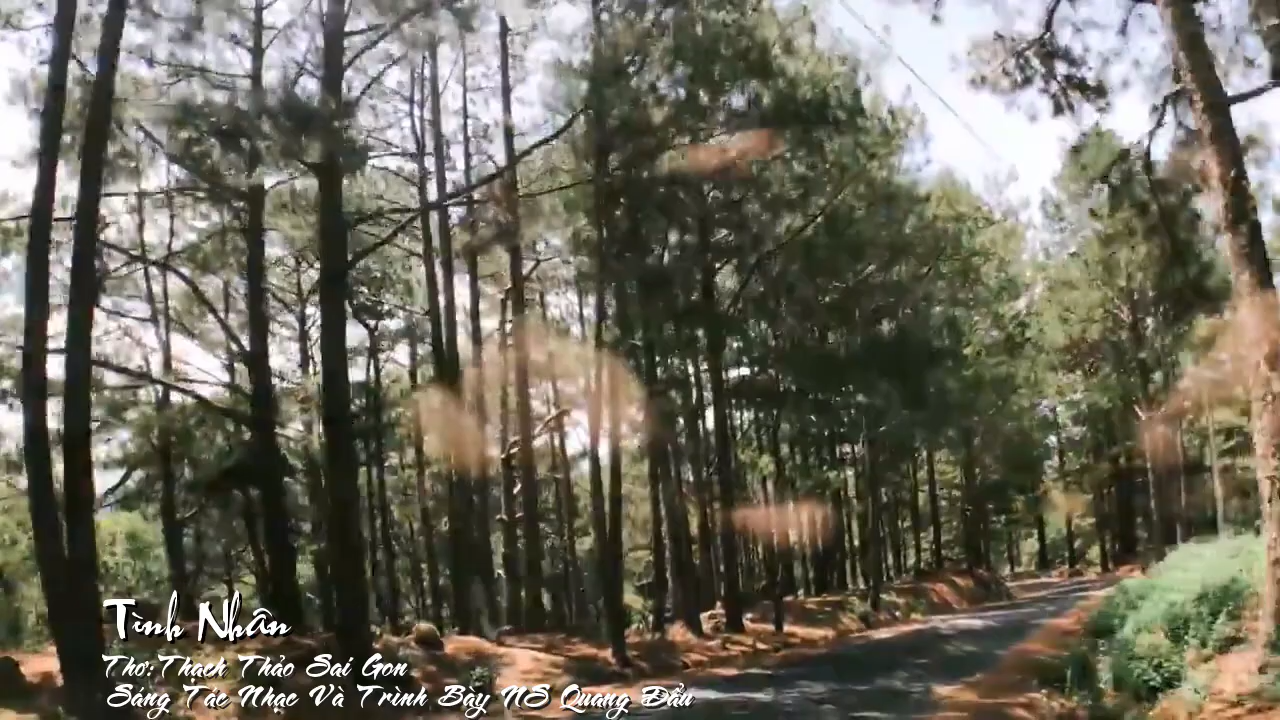 Tình Nhân
Thơ:Thạch Thảo Sai Gon
Sáng Tác Nhạc Và Trình Bày NS Quang Đẩu